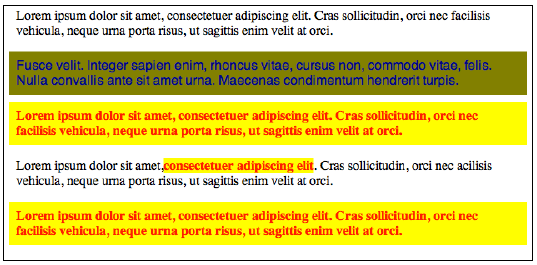 Lorem ipsum dolor sit amet, consectetuer adipiscing elit. Cras sollicitudin, orci nec facilisis
vehicula, neque urna porta risus, ut sagittis enim velit at orci.
Fusce velit. Integer sapien enim, rhoncus vitae, cursus non, commodo vitae, felis.
Nulla convallis ante sit amet urna. Maecenas condimentum hendrerit turpis.
Lorem ipsum dolor sit amet, consectetuer adipiscing elit. Cras sollicitudin, orci nec
facilisis vehicula, neque urna porta risus, ut sagittis enim velit at orci.
Lorem ipsum dolor sit amet,consectetuer adipiscing elit. Cras sollicitudin, orci nec acilisis
vehicula, neque urna porta risus, ut sagittis enim velit at orci.
Lorem ipsum dolor sit amet, consectetuer adipiscing elit. Cras sollicitudin, orci nec
facilisis vehicula, neque urna porta risus, ut sagittis enim velit at orci.